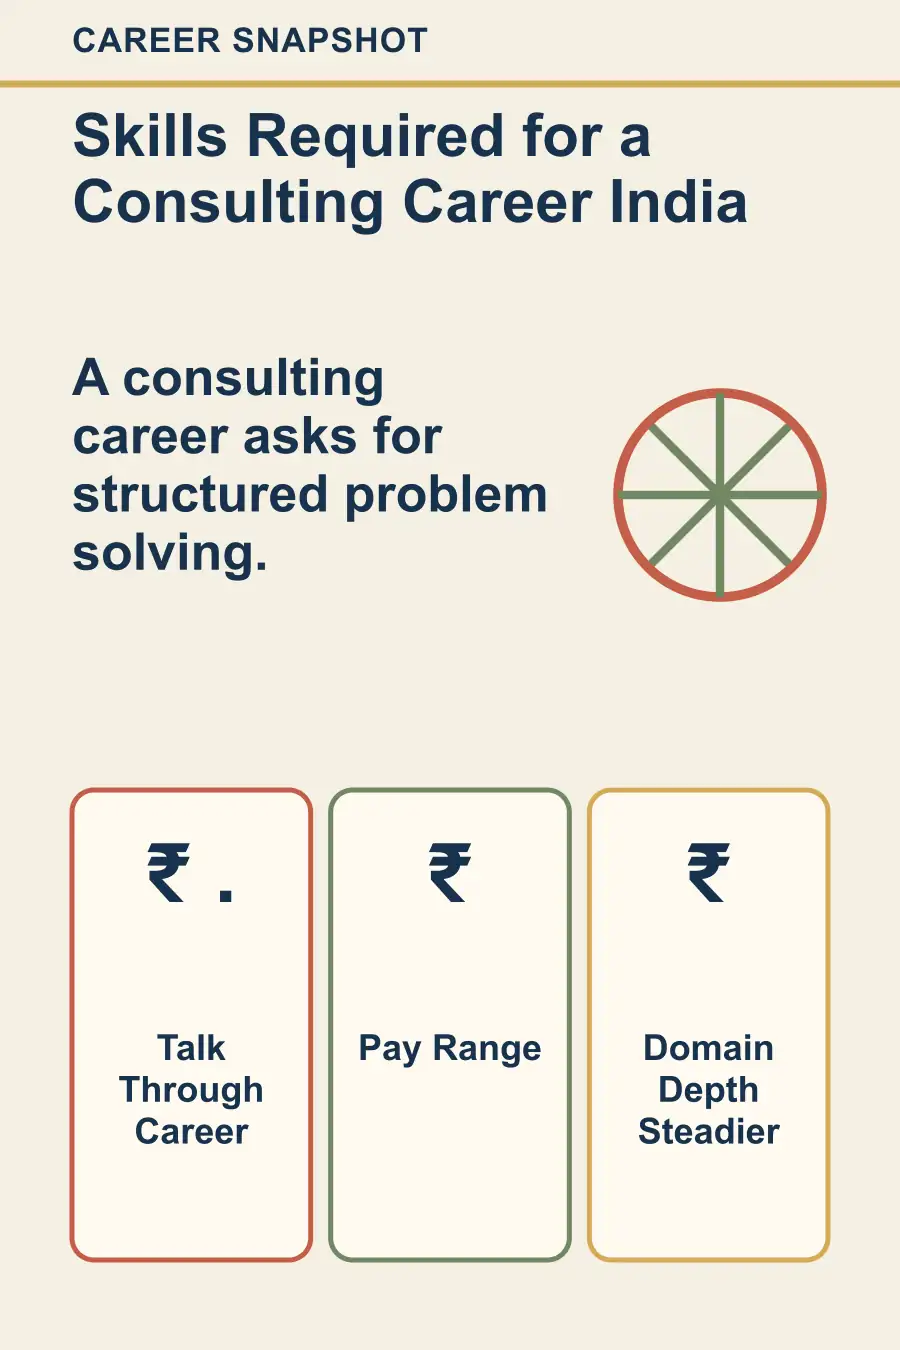 CAREER SNAPSHOT
Skills Required for a
Consulting Career India
A consulting
career asks for
structured problem
solving.
₹ .
Talk
Through
Career
₹
Pay Range
₹
Domain
Depth
Steadier